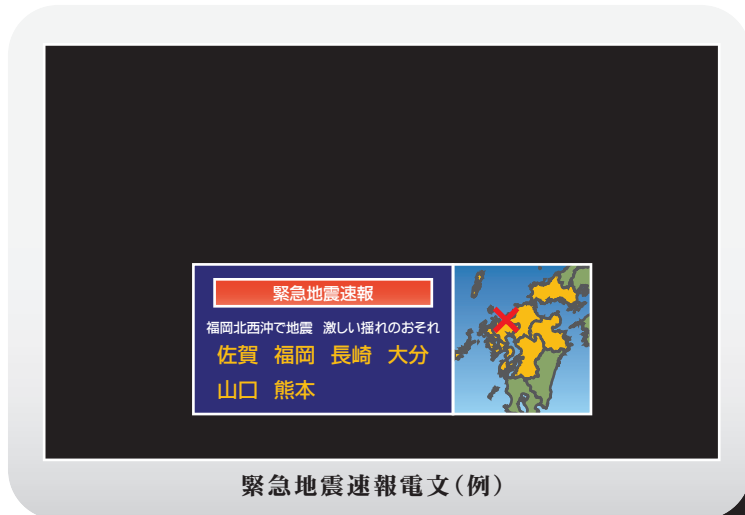 緊急地震速報
福岡北西沖で地震 激しい揺れのおそれ
佐賀 福岡 長崎 大分
山口 熊本
緊急地震速報電文(例)